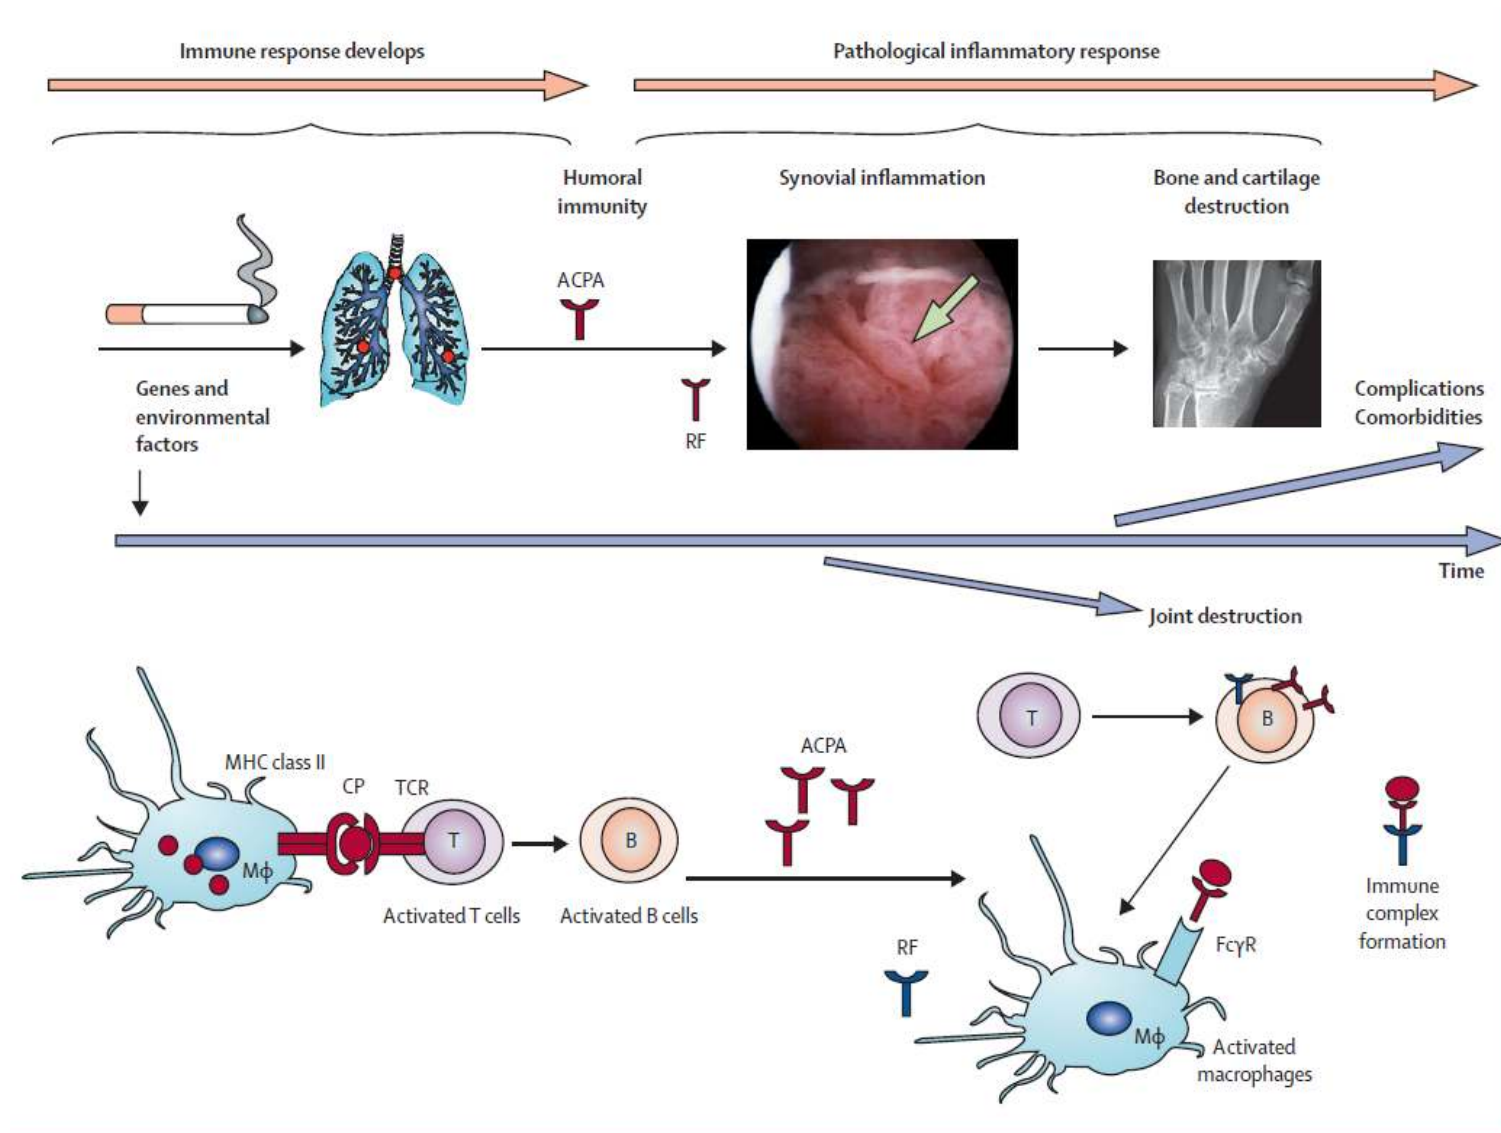 Immune response develops
Pathological inflammatory response
Humoral
immunity
Synovial inflammation
Bone and cartilage
destruction
ACPA
RF
Genes and
environmental
factors
Complications
Comorbidities
Time
Joint destruction
MHC class II
CP
TCR
Mϕ
T
B
Activated T cells
Activated B cells
ACPA
RF
T
B
FcγR
Mϕ
Activated
macrophages
Immune
complex
formation